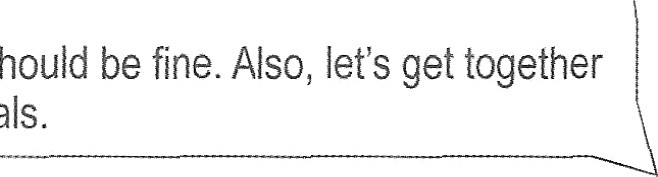 hould be fine. Also, let's get together
als.